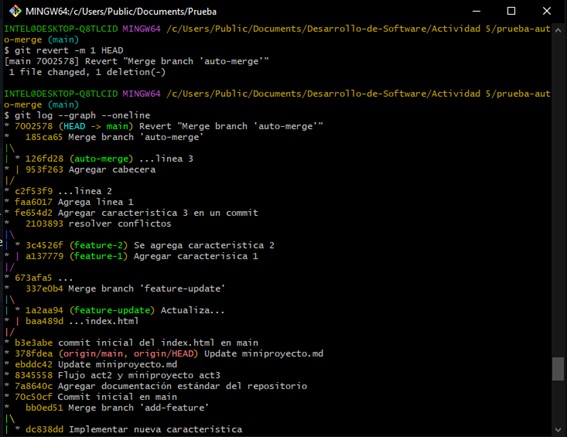 MINGW64:/c/Users/Public/Documents/Prueba
INTEL@DESKTOP-Q8TLCID MINGW64 /c/Users/Public/Documents/Desarrollo-de-Software/Actividad 5/prueba-aut
o-merge (main)
$ git revert -m 1 HEAD
[main 7002578] Revert "Merge branch 'auto-merge'"
 1 file changed, 1 deletion(-)
INTEL@DESKTOP-Q8TLCID MINGW64 /c/Users/Public/Documents/Desarrollo-de-Software/Actividad 5/prueba-aut
o-merge (main)
$ git log --graph --oneline
* 7002578 (HEAD -> main) Revert "Merge branch 'auto-merge'"
*   185ca65 Merge branch 'auto-merge'
|\
| * 126fd28 (auto-merge) ...linea 3
* | 953f263 Agregar cabecera
|/
* c2f53f9 ...linea 2
* faa6017 Agrega linea 1
* fe654d2 Agregar caracteristica 3 en un commit
*   2103893 resolver conflictos
|\
| * 3c4526f (feature-2) Se agrega caracteristica 2
* | a137779 (feature-1) Agregar carecterisica 1
|/
* 673afa5 ...
*   337e0b4 Merge branch 'feature-update'
|\
| * 1a2aa94 (feature-update) Actualiza...
* | baa489d ...index.html
|/
* b3e3abe commit inicial del index.html en main
* 378fdea (origin/main, origin/HEAD) Update miniproyecto.md
* ebddc42 Update miniproyecto.md
* 8345558 Flujo act2 y miniproyecto act3
* 7a8640c Agregar documentación estándar del repositorio
* 70c50cf Commit inicial en main
*   bb0ed51 Merge branch 'add-feature'
|\
| * dc838dd Implementar nueva característica